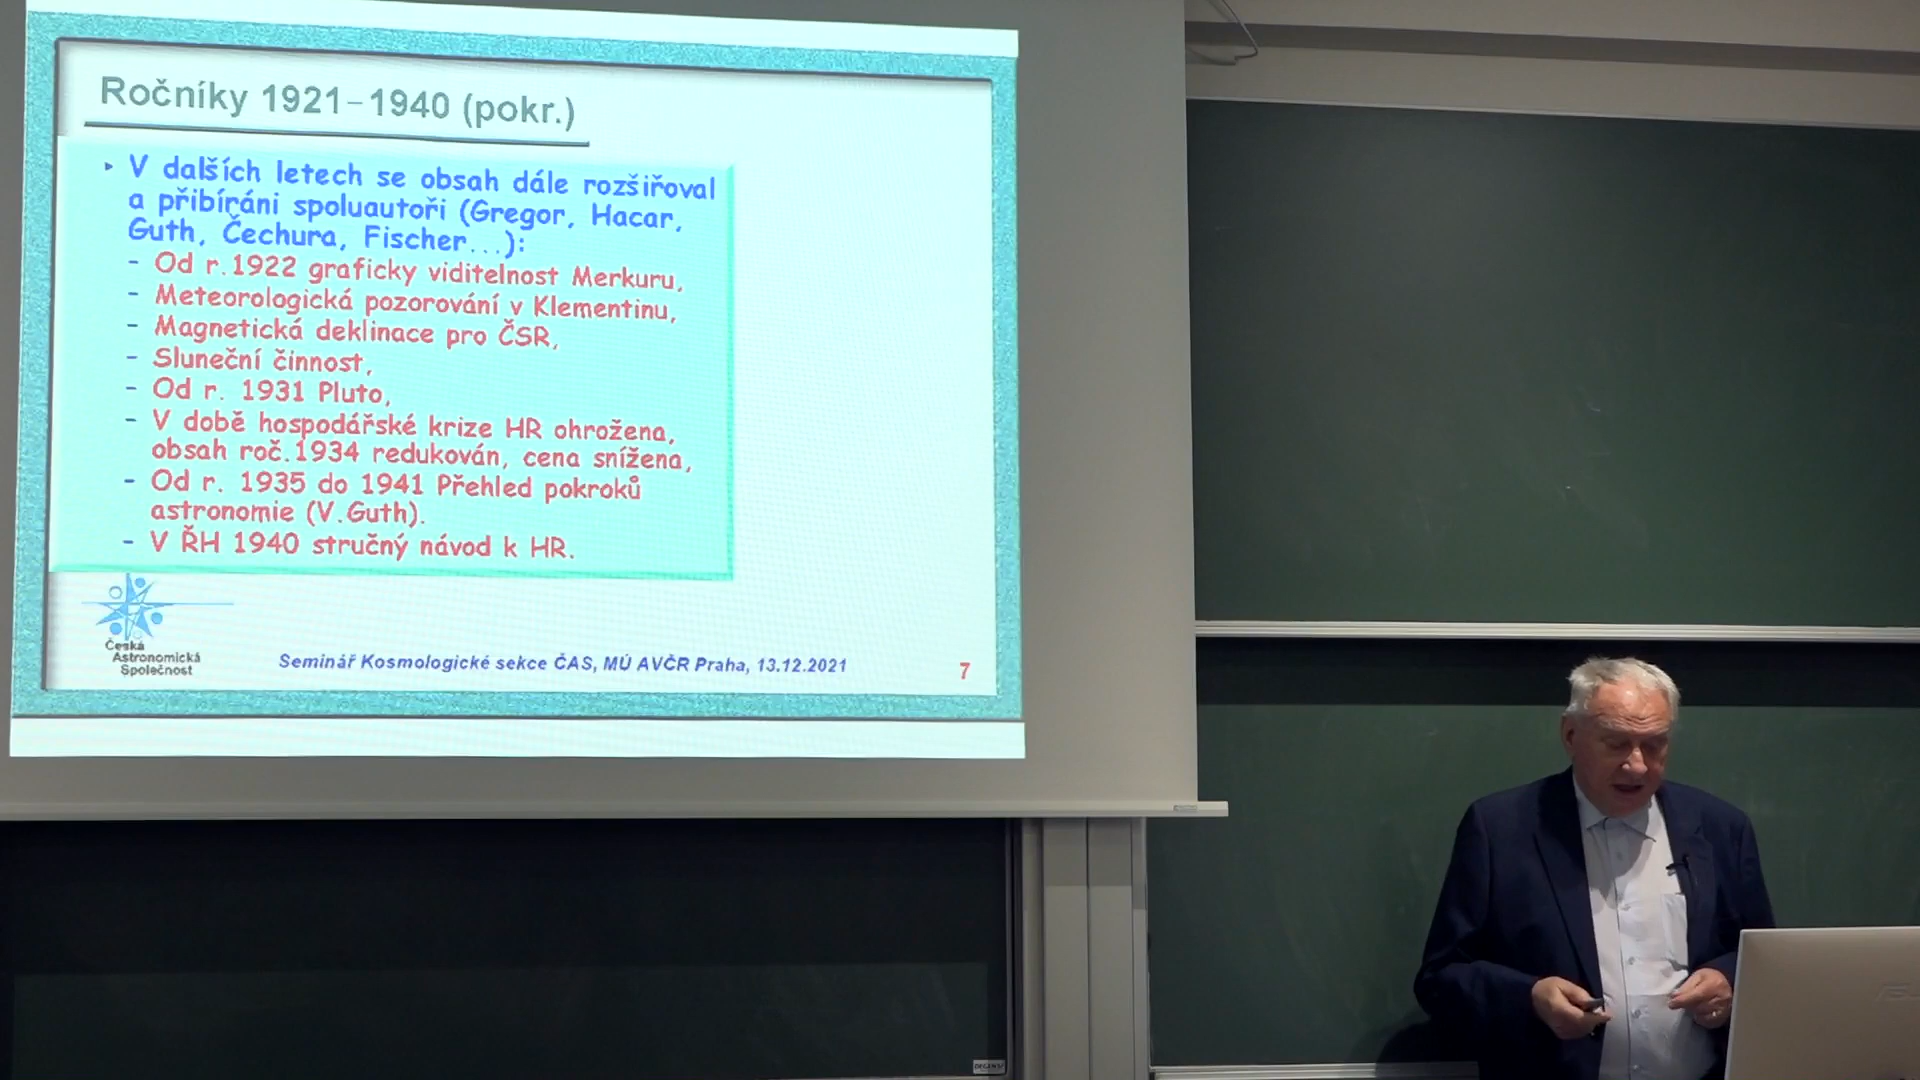 Ročníky 1921–1940 (pokr.)
V dalších letech se obsah dále rozšiřoval
a přibíráni spoluautoři (Gregor, Hacar,
Guth, Čechura, Fischer...):
- Od r.1922 graficky viditelnost Merkuru,
- Meteorologická pozorování v Klementinu,
- Magnetická deklinace pro ČSR,
- Sluneční činnost,
- Od r. 1931 Pluto,
- V době hospodářské krize HR ohrožena,
obsah roč.1934 redukován, cena snížena,
- Od r. 1935 do 1941 Přehled pokroků
astronomie (V.Guth).
- V ŘH 1940 stručný návod k HR.
Česká
Astronomická
Společnost
Seminář Kosmologické sekce ČAS, MÚ AVČR Praha, 13.12.2021
7